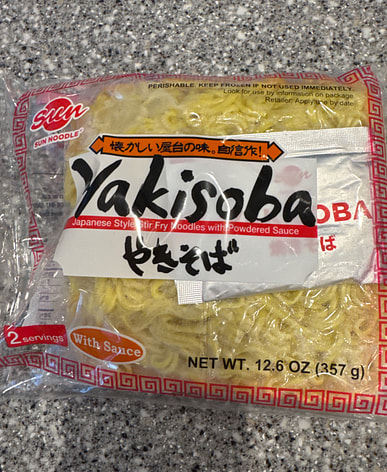 PERISHABLE. KEEP FROZEN IF NOT USED IMMEDIATELY.
Look for use by information on package.
Retailer: Apply use by date.
Sun
SUN NOODLE
懐かしい屋台の味。自信作!
Yakisoba
Japanese Style Stir Fry Noodles with Powdered Sauce
やきそば
OBA
ば
2 servings
With Sauce
NET WT. 12.6 OZ (357 g)